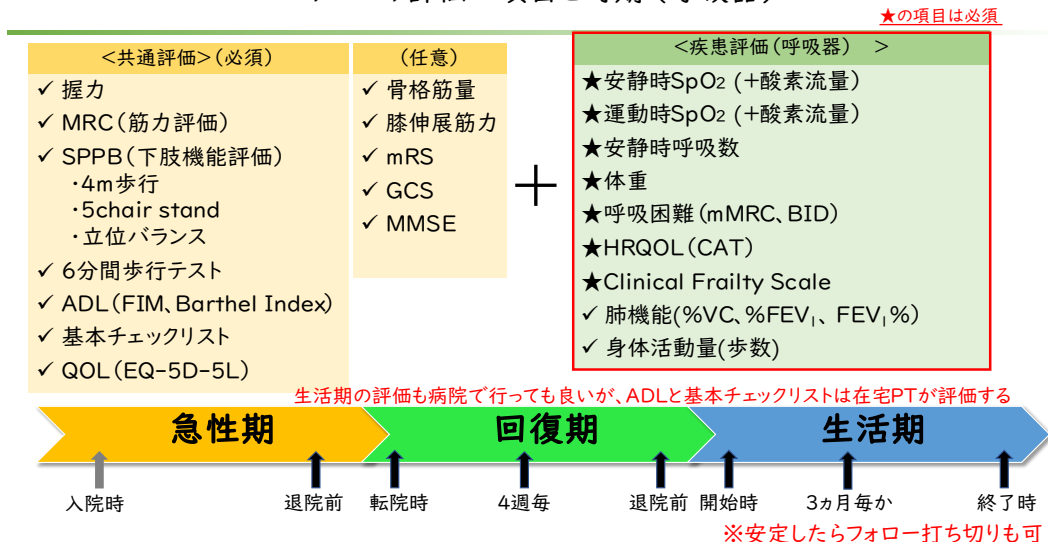 ★の項目は必須
<共通評価>(必須)
✓ 握力
✓ MRC(筋力評価)
✓ SPPB(下肢機能評価)
・4m歩行
・5chair stand
・立位バランス
✓ 6分間歩行テスト
✓ ADL(FIM、Barthel Index)
✓ 基本チェックリスト
✓ QOL(EQ-5D-5L)
(任意)
✓ 骨格筋量
✓ 膝伸展筋力
✓ mRS
✓ GCS
✓ MMSE
+
<疾患評価(呼吸器) >
★安静時SpO2 (+酸素流量)
★運動時SpO2 (+酸素流量)
★安静時呼吸数
★体重
★呼吸困難(mMRC、BID)
★HRQOL(CAT)
★Clinical Frailty Scale
✓ 肺機能(%VC、%FEV₁、FEV₁%)
✓ 身体活動量(歩数)
生活期の評価も病院で行っても良いが、ADLと基本チェックリストは在宅PTが評価する
急性期 回復期 生活期
入院時 退院前 転院時 4週毎 退院前 開始時 3ヵ月毎か 終了時
※安定したらフォロー打ち切りも可